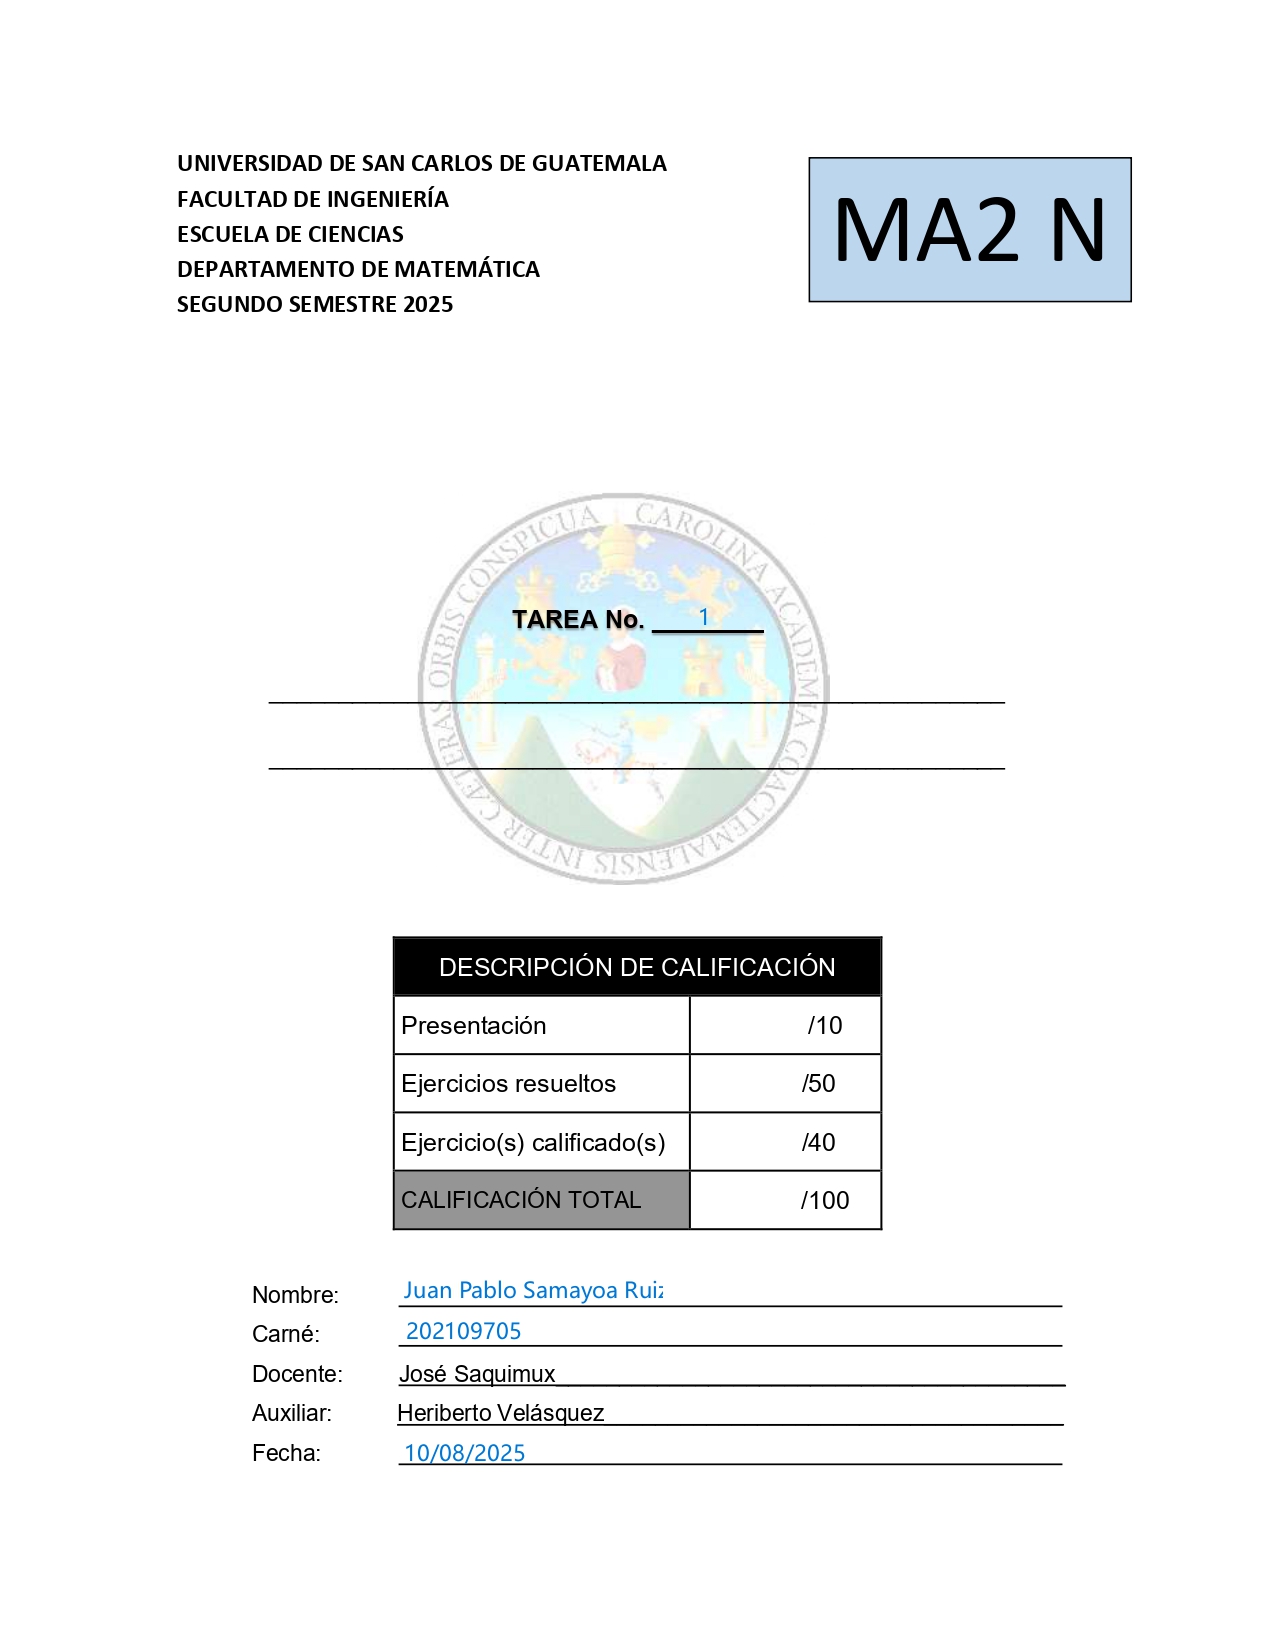 UNIVERSIDAD DE SAN CARLOS DE GUATEMALA
FACULTAD DE INGENIERÍA
ESCUELA DE CIENCIAS
DEPARTAMENTO DE MATEMÁTICA
SEGUNDO SEMESTRE 2025
MA2 N
CAROLINA ACADEMIA COACTEMALENSIS INTER CÆTERAS ORBIS CONSPICUA
TAREA No. 1
DESCRIPCIÓN DE CALIFICACIÓN
Presentación /10
Ejercicios resueltos /50
Ejercicio(s) calificado(s) /40
CALIFICACIÓN TOTAL /100
Nombre: Juan Pablo Samayoa Ruiz
Carné: 202109705
Docente: José Saquimux
Auxiliar: Heriberto Velásquez
Fecha: 10/08/2025